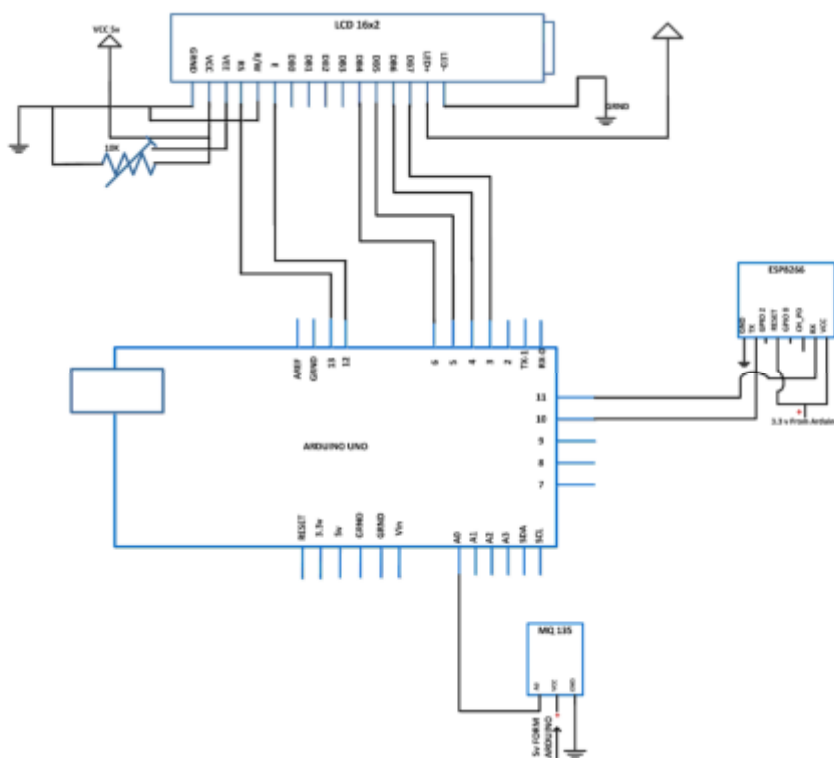 LCD 16x2
VCC 5v
GRND
VCC
VEE
RS
R/W
E
DB0
DB1
DB2
DB3
DB4
DB5
DB6
DB7
LED+
LED-
GRND
10K
ESP8266
GND
TX
GPIO 2
RESET
GPIO 0
CH_PD
RX
VCC
3.3 v From Arduino
AREF
GRND
13
12
6
5
4
3
2
TX-1
RX-0
11
10
9
8
7
ARDUINO UNO
RESET
3.3v
5v
GRND
GRND
Vin
A0
A1
A2
A3
SDA
SCL
MQ 135
A0
VCC
GND
5v FORM
ARDUINO